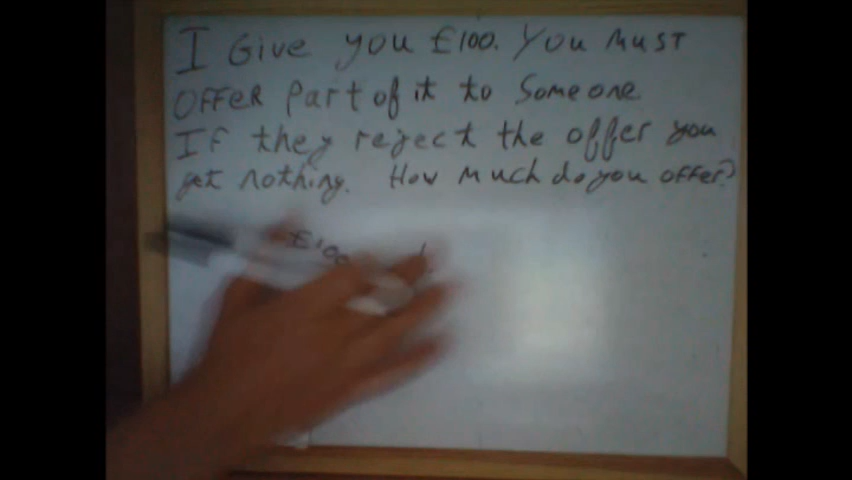 I Give you £100. You must
OFFER part of it to someone.
If they reject the offer you
get nothing. How much do you offer?
£100